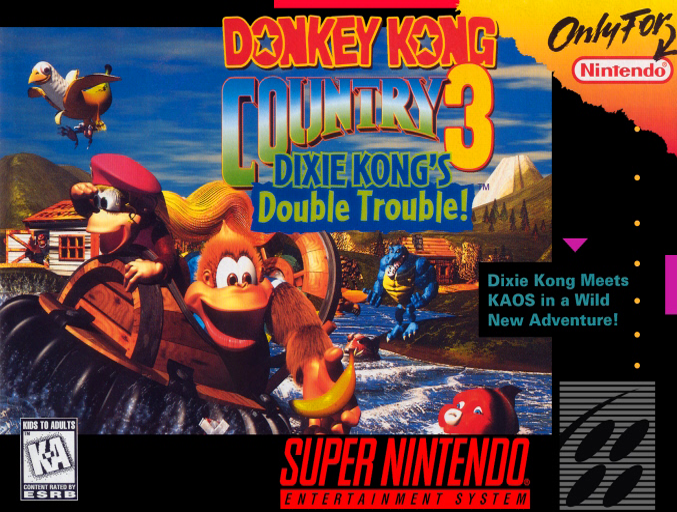 DONKEY KONG
COUNTRY 3
DIXIE KONG'S
Double Trouble!
TM
Only For
Nintendo®
Dixie Kong Meets
KAOS in a Wild
New Adventure!
KIDS TO ADULTS
KA
CONTENT RATED BY
ESRB
SUPER NINTENDO®
ENTERTAINMENT SYSTEM